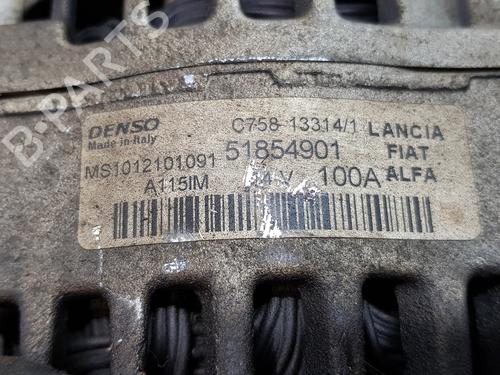 B-PARTS
DENSO C758-13314/1 LANCIA
Made in Italy 51854901 FIAT
MS1012101091 ALFA
A115IM V 100A